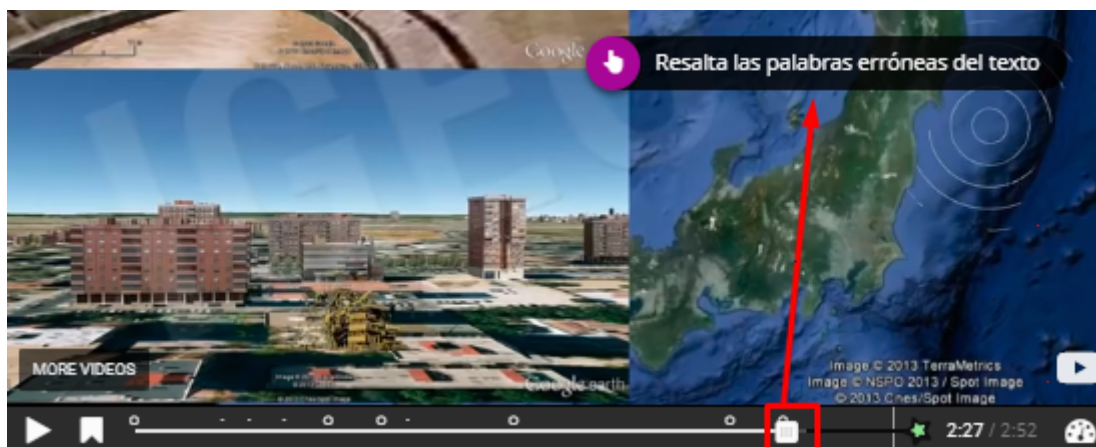 Google
Resalta las palabras erróneas del texto
MORE VIDEOS
Google earth
Image © 2013 TerraMetrics
Image © NSPO 2013 / Spot Image
© 2013 Cnes/Spot Image
2:27 / 2:52